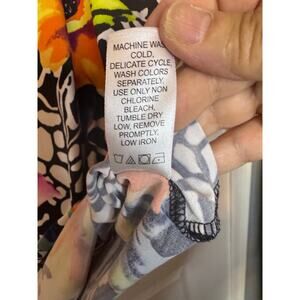 MACHINE WASH
COLD,
DELICATE CYCLE,
WASH COLORS
SEPARATELY,
USE ONLY NON
CHLORINE
BLEACH,
TUMBLE DRY
LOW, REMOVE
PROMPTLY,
LOW IRON